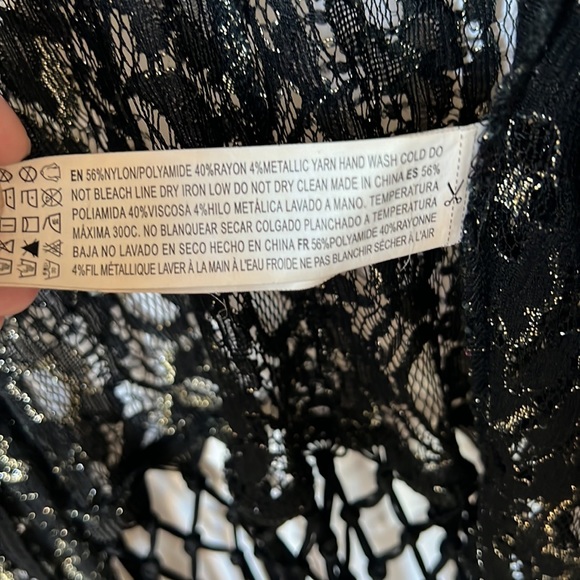 EN 56%NYLON/POLYAMIDE 40%RAYON 4%METALLIC YARN HAND WASH COLD DO
NOT BLEACH LINE DRY IRON LOW DO NOT DRY CLEAN MADE IN CHINA ES 56%
POLIAMIDA 40%VISCOSA 4%HILO METÁLICA LAVADO A MANO. TEMPERATURA
MÁXIMA 30OC. NO BLANQUEAR SECAR COLGADO PLANCHADO A TEMPERATURA
BAJA NO LAVADO EN SECO HECHO EN CHINA FR 56%POLYAMIDE 40%RAYONNE
4%FIL MÉTALLIQUE LAVER À LA MAIN À L'EAU FROIDE NE PAS BLANCHIR SÉCHER À L'AIR